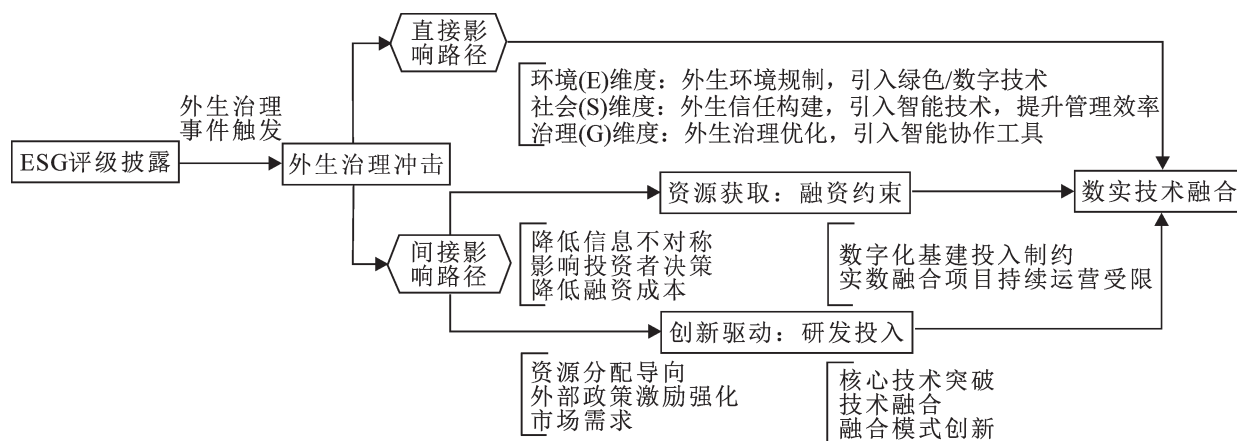 直接影
响路径
环境(E)维度：外生环境规制，引入绿色/数字技术
社会(S)维度：外生信任构建，引入智能技术，提升管理效率
治理(G)维度：外生治理优化，引入智能协作工具
外生治理
事件触发
ESG评级披露
外生治理冲击
资源获取：融资约束
数实技术融合
间接影
响路径
降低信息不对称
影响投资者决策
降低融资成本
数字化基建投入制约
实数融合项目持续运营受限
创新驱动：研发投入
资源分配导向
外部政策激励强化
市场需求
核心技术突破
技术融合
融合模式创新